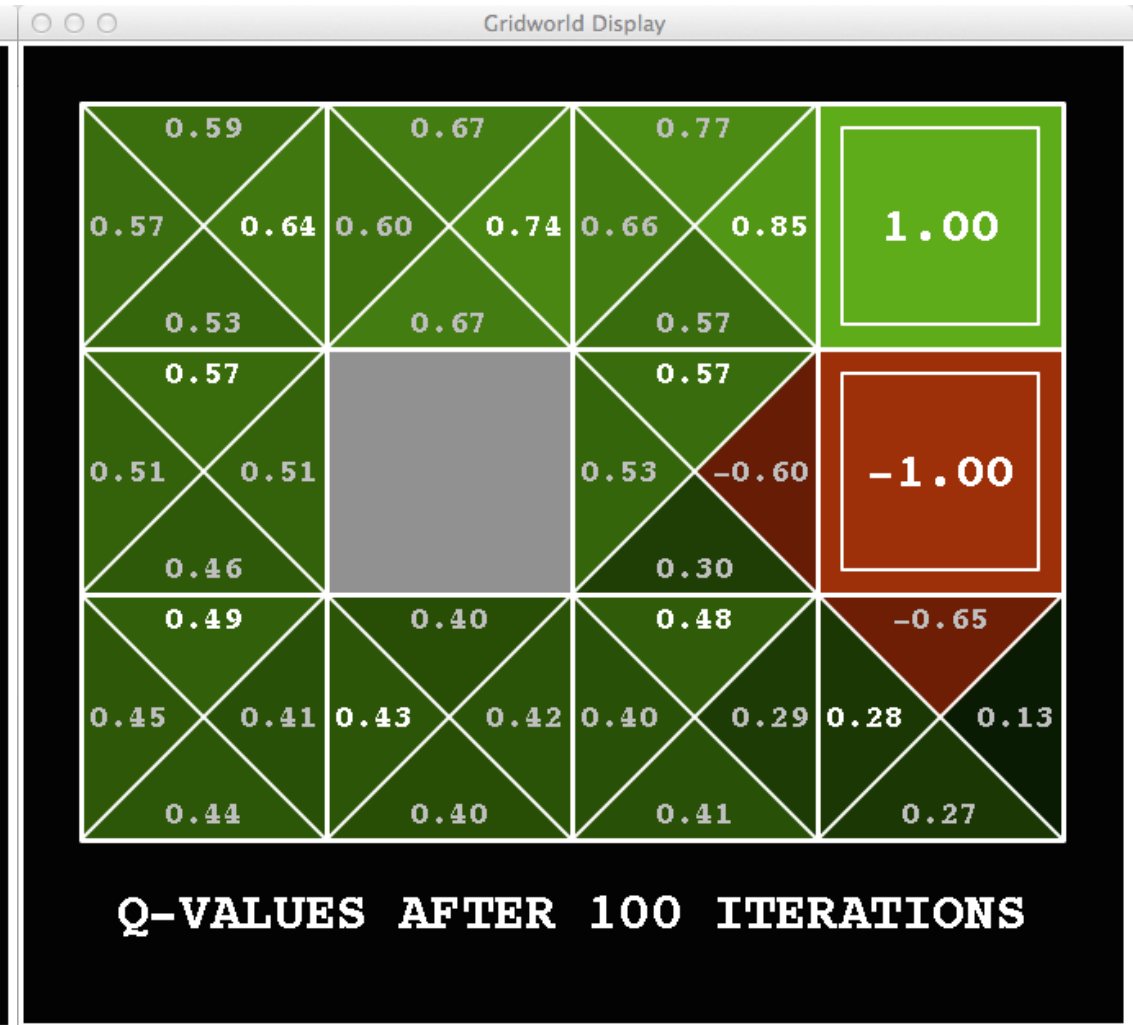 Gridworld Display
0.59 0.67 0.77
0.57 0.64 0.60 0.74 0.66 0.85 1.00
0.53 0.67 0.57
0.57 0.57
0.51 0.51 0.53 -0.60 -1.00
0.46 0.30
0.49 0.40 0.48 -0.65
0.45 0.41 0.43 0.42 0.40 0.29 0.28 0.13
0.44 0.40 0.41 0.27
Q-VALUES AFTER 100 ITERATIONS